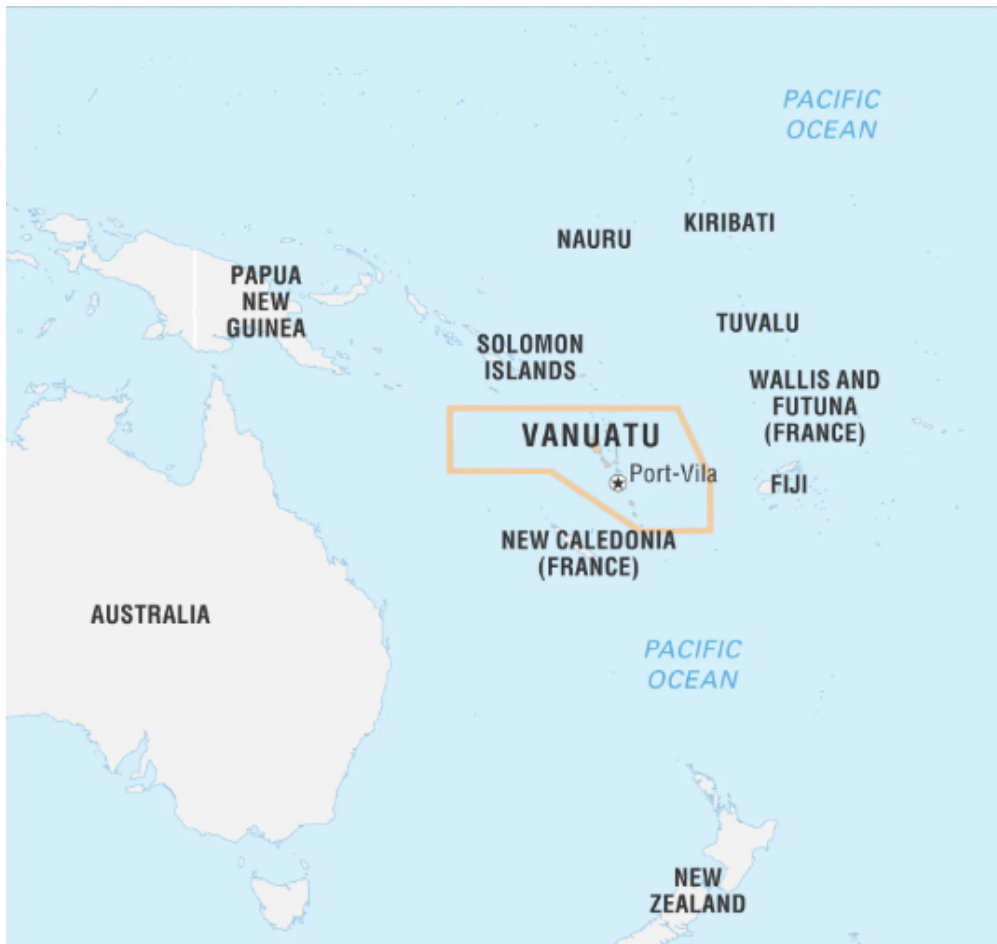 PACIFIC
OCEAN
KIRIBATI
NAURU
PAPUA
NEW
GUINEA
TUVALU
SOLOMON
ISLANDS
WALLIS AND
FUTUNA
(FRANCE)
VANUATU
Port-Vila
FIJI
NEW CALEDONIA
(FRANCE)
AUSTRALIA
PACIFIC
OCEAN
NEW
ZEALAND